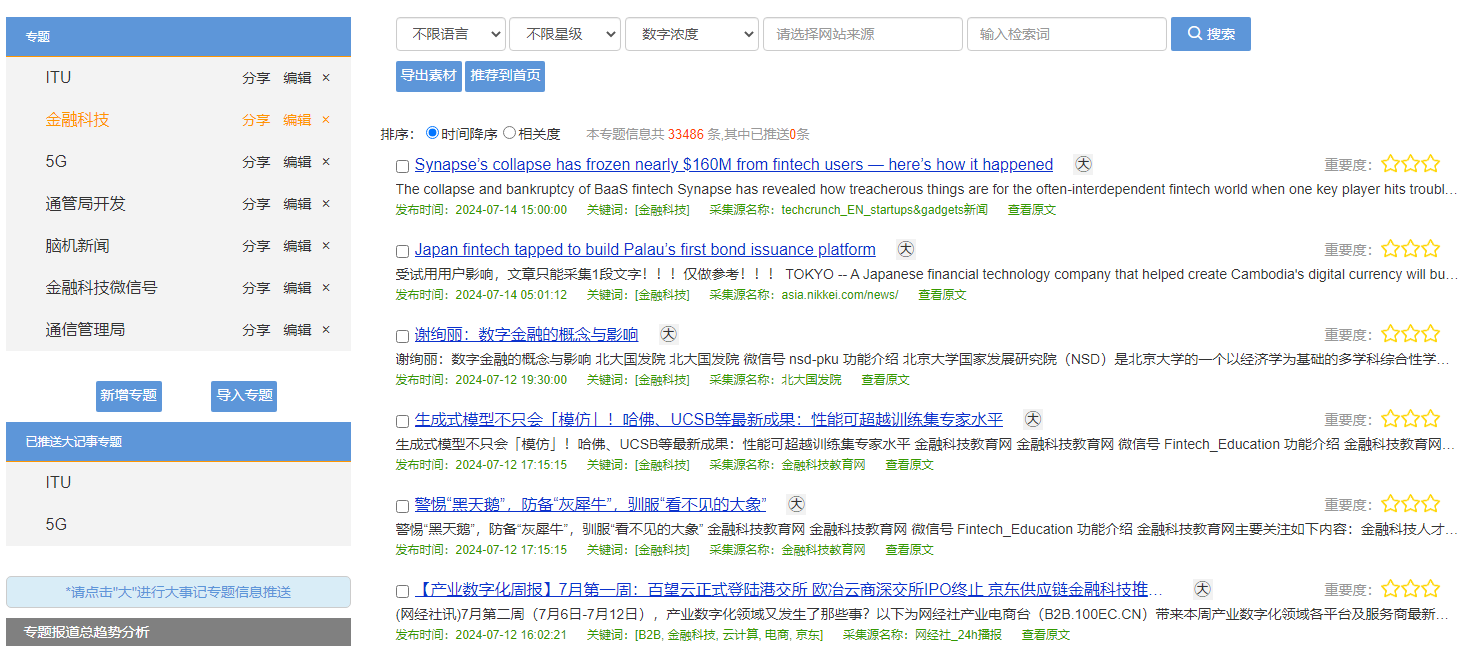 专题
ITU 分享 编辑 ×
金融科技 分享 编辑 ×
5G 分享 编辑 ×
通管局开发 分享 编辑 ×
脑机新闻 分享 编辑 ×
金融科技微信号 分享 编辑 ×
通信管理局 分享 编辑 ×
新增专题 导入专题
已推送大记事专题
ITU
5G
*请点击"大"进行大事记专题信息推送
专题报道总趋势分析
不限语言 不限星级 数字浓度 请选择网站来源 输入检索词 搜索
导出素材 推荐到首页
排序： 时间降序 相关度 本专题信息共 33486 条,其中已推送0条
Synapse’s collapse has frozen nearly $160M from fintech users — here’s how it happened 大 重要度：
The collapse and bankruptcy of BaaS fintech Synapse has revealed how treacherous things are for the often-interdependent fintech world when one key player hits troubl…
发布时间：2024-07-14 15:00:00 关键词：[金融科技] 采集源名称：techcrunch_EN_startups&gadgets新闻 查看原文
Japan fintech tapped to build Palau’s first bond issuance platform 大 重要度：
受试用用户影响，文章只能采集1段文字！！！仅做参考！！！ TOKYO -- A Japanese financial technology company that helped create Cambodia's digital currency will bu…
发布时间：2024-07-14 05:01:12 关键词：[金融科技] 采集源名称：asia.nikkei.com/news/ 查看原文
谢绚丽：数字金融的概念与影响 大 重要度：
谢绚丽：数字金融的概念与影响 北大国发院 北大国发院 微信号 nsd-pku 功能介绍 北京大学国家发展研究院（NSD）是北京大学的一个以经济学为基础的多学科综合性学…
发布时间：2024-07-12 19:30:00 关键词：[金融科技] 采集源名称：北大国发院 查看原文
生成式模型不只会「模仿」！哈佛、UCSB等最新成果：性能可超越训练集专家水平 大 重要度：
生成式模型不只会「模仿」！哈佛、UCSB等最新成果：性能可超越训练集专家水平 金融科技教育网 金融科技教育网 微信号 Fintech_Education 功能介绍 金融科技教育网…
发布时间：2024-07-12 17:15:15 关键词：[金融科技] 采集源名称：金融科技教育网 查看原文
警惕“黑天鹅”，防备“灰犀牛”，驯服“看不见的大象” 大 重要度：
警惕“黑天鹅”，防备“灰犀牛”，驯服“看不见的大象” 金融科技教育网 金融科技教育网 微信号 Fintech_Education 功能介绍 金融科技教育网主要关注如下内容：金融科技人才…
发布时间：2024-07-12 17:15:15 关键词：[金融科技] 采集源名称：金融科技教育网 查看原文
【产业数字化周报】7月第一周：百望云正式登陆港交所 欧冶云商深交所IPO终止 京东供应链金融科技推… 大 重要度：
(网经社讯)7月第二周（7月6日-7月12日），产业数字化领域又发生了那些事？以下为网经社产业电商台（B2B.100EC.CN）带来本周产业数字化领域各平台及服务商最新…
发布时间：2024-07-12 16:02:21 关键词：[B2B, 金融科技, 云计算, 电商, 京东] 采集源名称：网经社_24h播报 查看原文